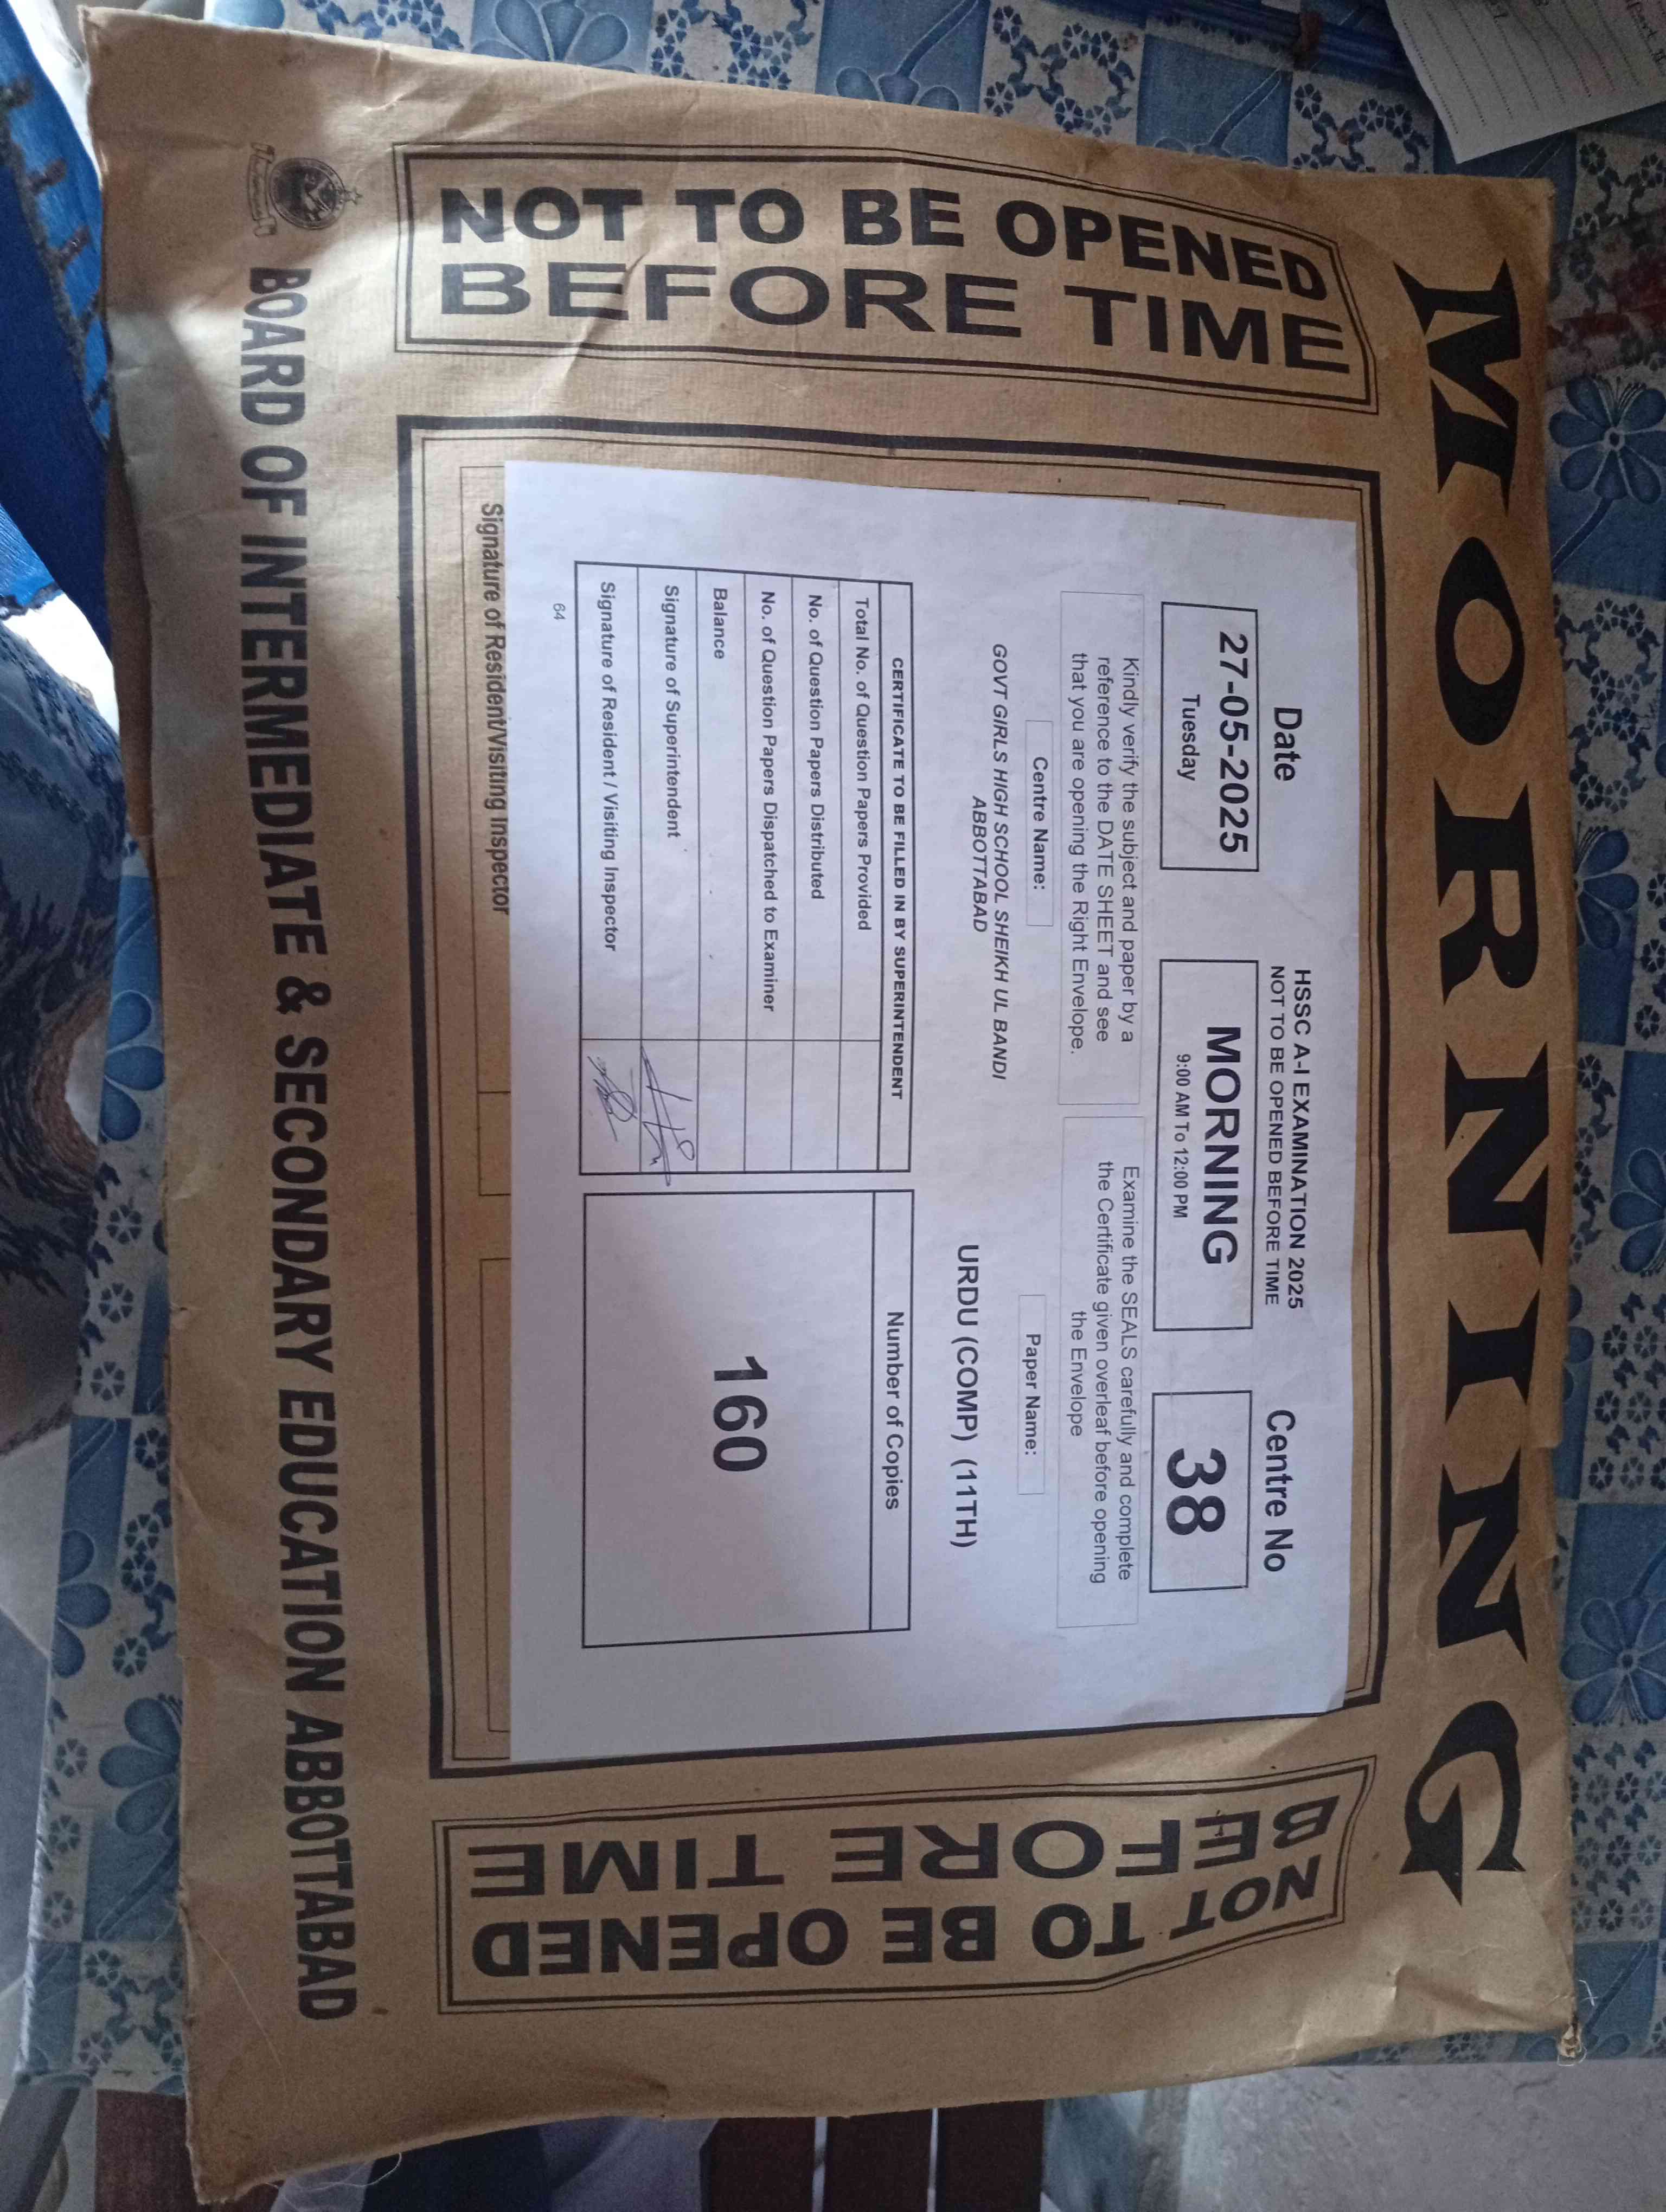 MORNING
NOT TO BE OPENED
BEFORE TIME
Date
27-05-2025
Tuesday
HSSC A-I EXAMINATION 2025
NOT TO BE OPENED BEFORE TIME
MORNING
9:00 AM To 12:00 PM
Centre No
38
Kindly verify the subject and paper by a
reference to the DATE SHEET and see
that you are opening the Right Envelope.
Examine the SEALS carefully and complete
the Certificate given overleaf before opening
the Envelope
Centre Name:
GOVT GIRLS HIGH SCHOOL SHEIKH UL BANDI
ABBOTTABAD
Paper Name:
URDU (COMP) (11TH)
CERTIFICATE TO BE FILLED IN BY SUPERINTENDENT
Total No. of Question Papers Provided
No. of Question Papers Distributed
No. of Question Papers Dispatched to Examiner
Balance
Signature of Superintendent
Signature of Resident / Visiting Inspector
Number of Copies
160
64
Signature of Resident/Visiting Inspector
NOT TO BE OPENED
BEFORE TIME
BOARD OF INTERMEDIATE & SECONDARY EDUCATION ABBOTTABAD